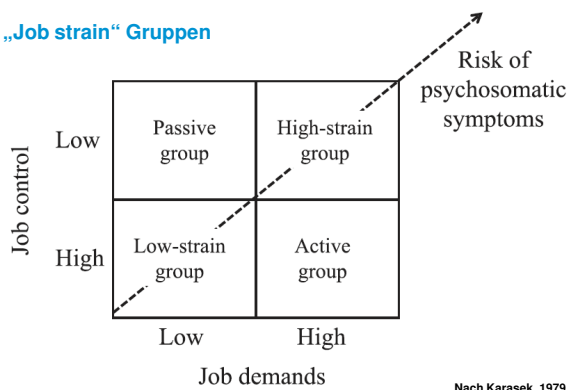 „Job strain“ Gruppen
Risk of
psychosomatic
symptoms
Job control
Low
Passive
group
High-strain
group
High
Low-strain
group
Active
group
Low
High
Job demands
Nach Karasek, 1979